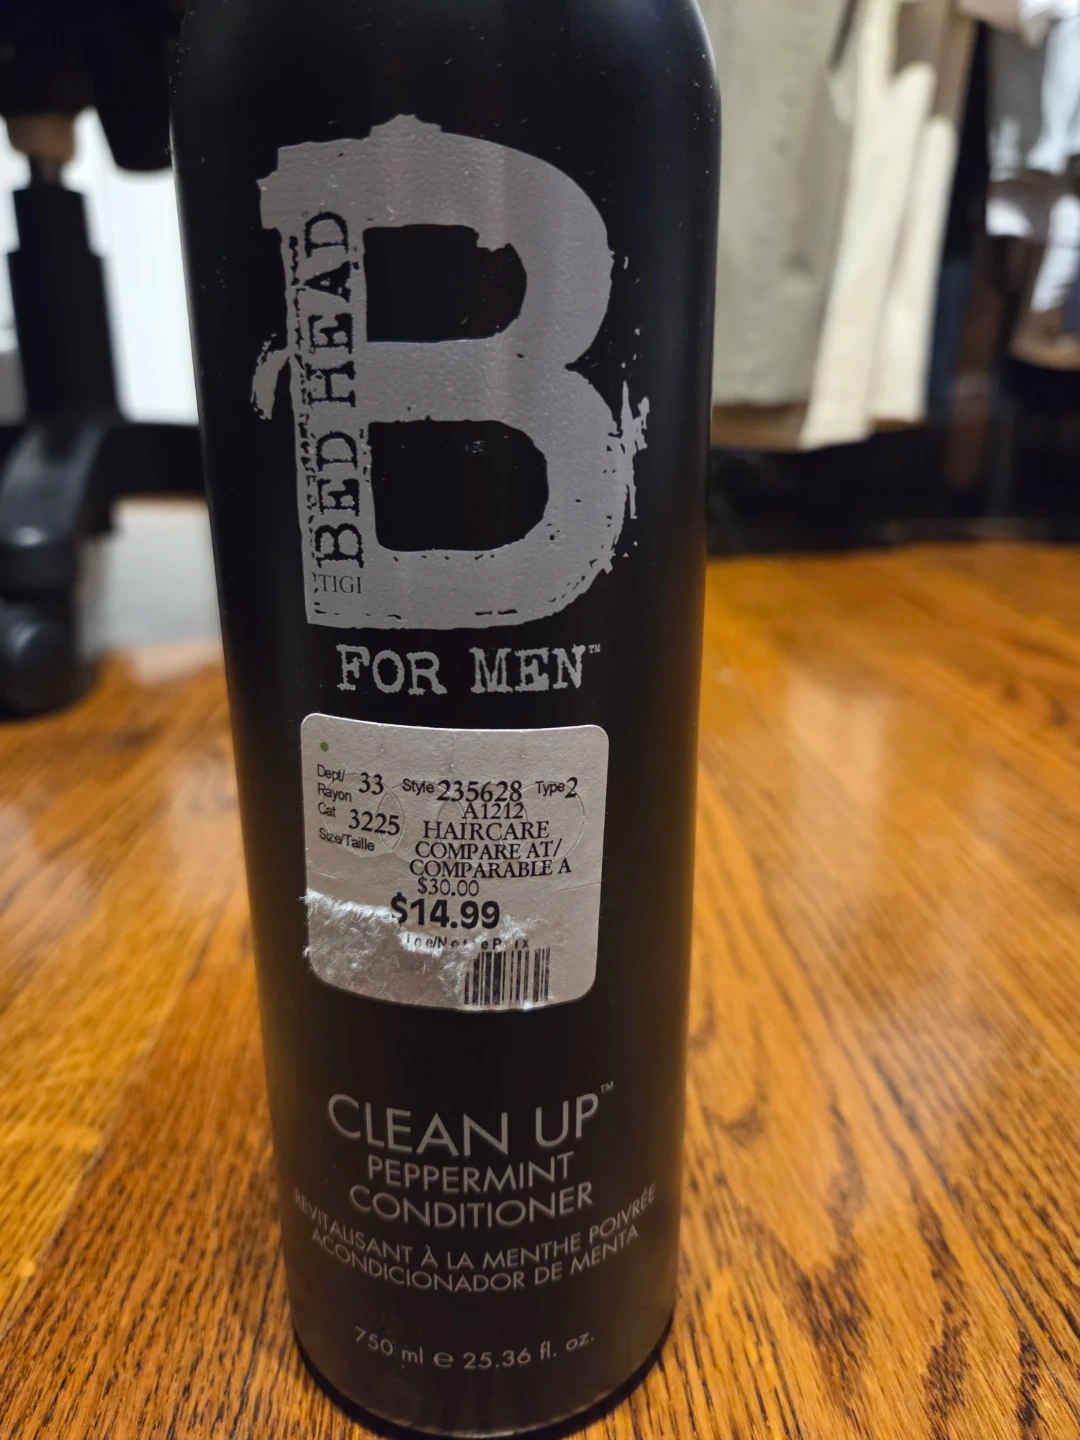 BED HEAD
TIGI
FOR MEN™
Dept/ Rayon 33 Style 235628 Type 2
A1212
Cat 3225 HAIRCARE
Size/Taille COMPARE AT/
COMPARABLE A
$30.00
$14.99
CLEAN UP™
PEPPERMINT
CONDITIONER
REVITALISANT À LA MENTHE POIVRÉE
ACONDICIONADOR DE MENTA
750 ml ℮ 25.36 fl. oz.